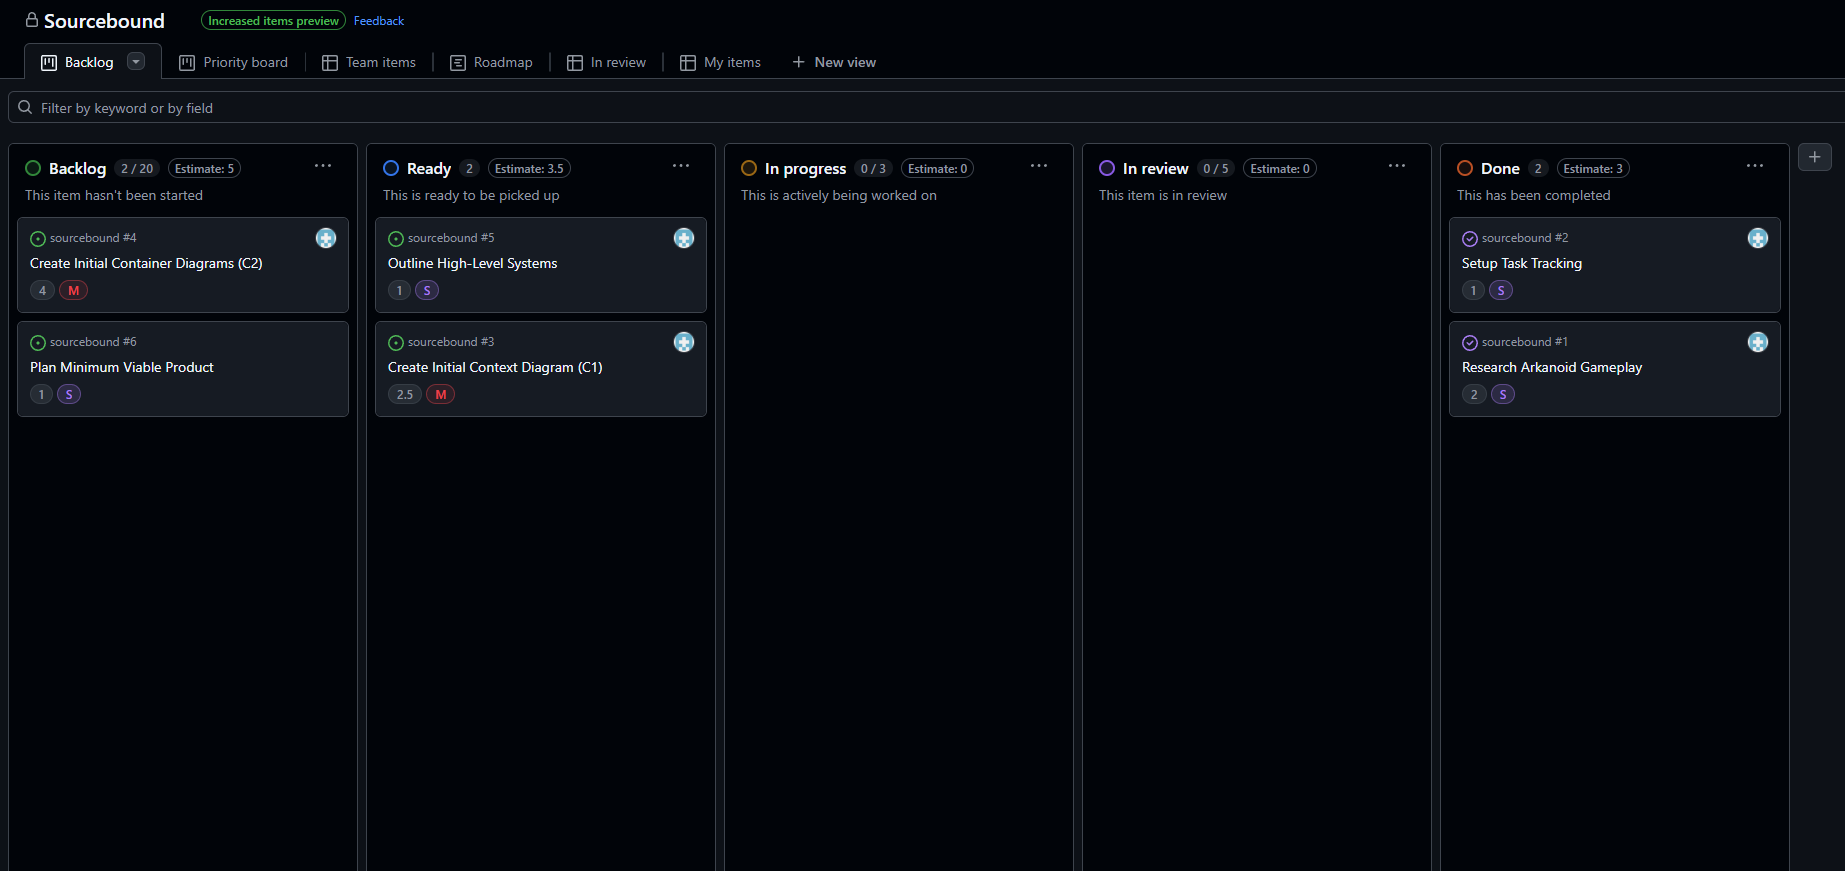 Sourcebound
Increased items preview
Feedback
Backlog
Priority board
Team items
Roadmap
In review
My items
New view
Filter by keyword or by field
Backlog 2 / 20 Estimate: 5
This item hasn't been started
sourcebound #4
Create Initial Container Diagrams (C2)
4 M
sourcebound #6
Plan Minimum Viable Product
1 S
Ready 2 Estimate: 3.5
This is ready to be picked up
sourcebound #5
Outline High-Level Systems
1 S
sourcebound #3
Create Initial Context Diagram (C1)
2.5 M
In progress 0 / 3 Estimate: 0
This is actively being worked on
In review 0 / 5 Estimate: 0
This item is in review
Done 2 Estimate: 3
This has been completed
sourcebound #2
Setup Task Tracking
1 S
sourcebound #1
Research Arkanoid Gameplay
2 S